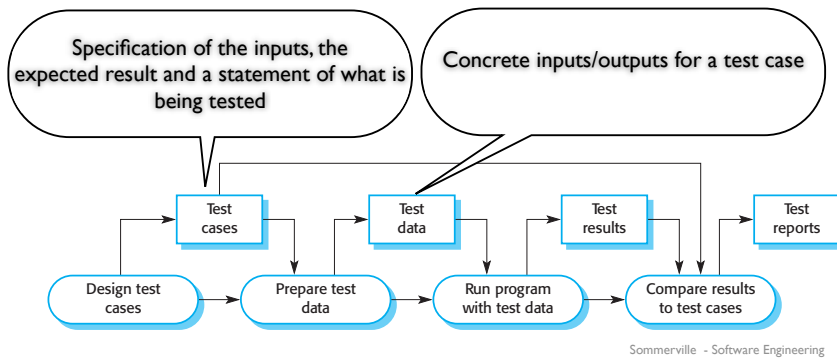 Specification of the inputs, the
expected result and a statement of what is
being tested
Concrete inputs/outputs for a test case
Test
cases
Test
data
Test
results
Test
reports
Design test
cases
Prepare test
data
Run program
with test data
Compare results
to test cases
Sommerville - Software Engineering